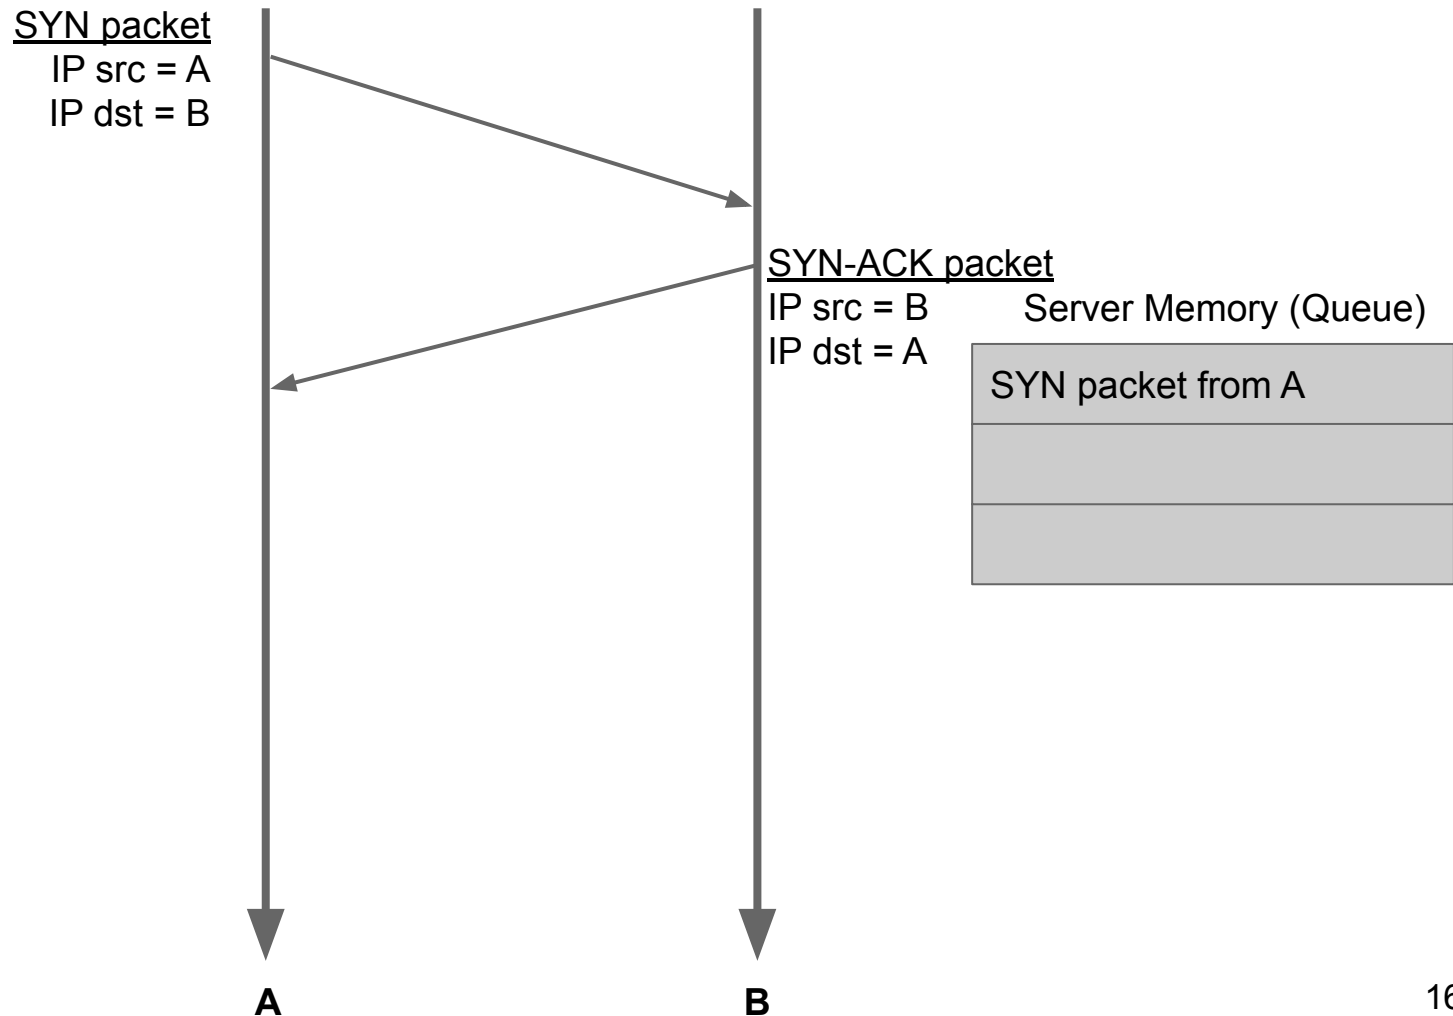 SYN packet
IP src = A
IP dst = B
SYN-ACK packet
IP src = B
IP dst = A
Server Memory (Queue)
SYN packet from A
A
B
16